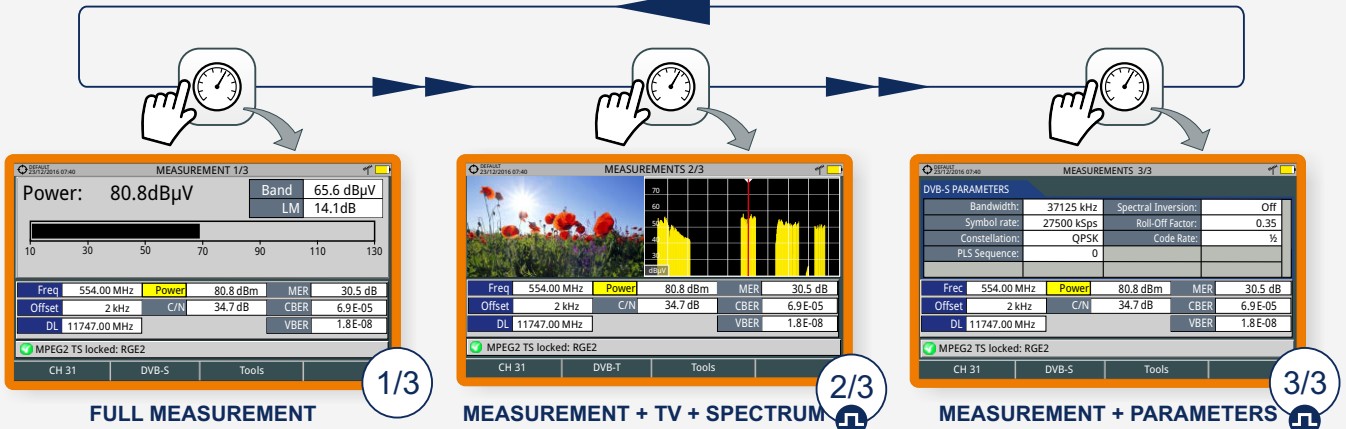 DEFAULT
23/12/2016 07:40 MEASUREMENT 1/3
Power: 80.8dBµV Band 65.6 dBµV
LM 14.1dB
10 30 50 70 90 110 130
Freq 554.00 MHz Power 80.8 dBm MER 30.5 dB
Offset 2 kHz C/N 34.7 dB CBER 6.9 E-05
DL 11747.00 MHz VBER 1.8 E-08
MPEG2 TS locked: RGE2
CH 31 DVB-S Tools
1/3
FULL MEASUREMENT
DEFAULT
23/12/2016 07:40 MEASUREMENTS 2/3
70
60
50
40
30
dBµV
Freq 554.00 MHz Power 80.8 dBm MER 30.5 dB
Offset 2 kHz C/N 34.7 dB CBER 6.9 E-05
DL 11747.00 MHz VBER 1.8 E-08
MPEG2 TS locked: RGE2
CH 31 DVB-T Tools
2/3
MEASUREMENT + TV + SPECTRUM
DEFAULT
23/12/2016 07:40 MEASUREMENTS 3/3
DVB-S PARAMETERS
Bandwidth: 37125 kHz Spectral Inversion: Off
Symbol rate: 27500 kSps Roll-Off Factor: 0.35
Constellation: QPSK Code Rate: ½
PLS Sequence: 0
Frec 554.00 MHz Power 80.8 dBm MER 30.5 dB
Offset 2 kHz C/N 34.7 dB CBER 6.9 E-05
DL 11747.00 MHz VBER 1.8 E-08
MPEG2 TS locked: RGE2
CH 31 DVB-S Tools
3/3
MEASUREMENT + PARAMETERS